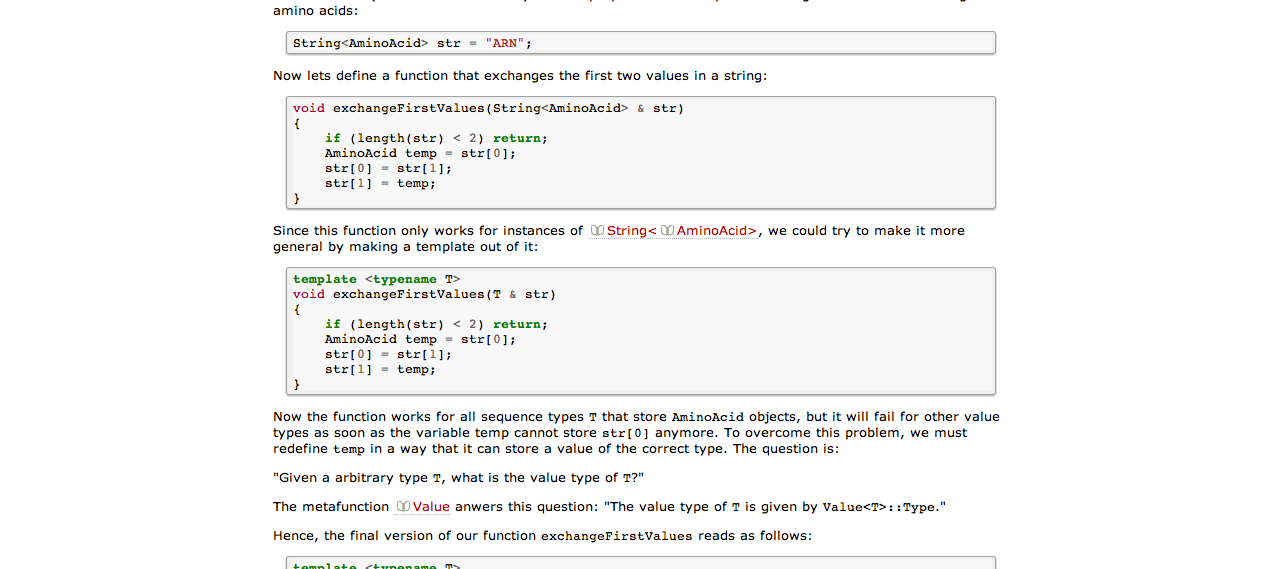 amino acids:
String<AminoAcid> str = "ARN";
Now lets define a function that exchanges the first two values in a string:
void exchangeFirstValues(String<AminoAcid> & str)
{
    if (length(str) < 2) return;
    AminoAcid temp = str[0];
    str[0] = str[1];
    str[1] = temp;
}
Since this function only works for instances of String< AminoAcid>, we could try to make it more
general by making a template out of it:
template <typename T>
void exchangeFirstValues(T & str)
{
    if (length(str) < 2) return;
    AminoAcid temp = str[0];
    str[0] = str[1];
    str[1] = temp;
}
Now the function works for all sequence types T that store AminoAcid objects, but it will fail for other value
types as soon as the variable temp cannot store str[0] anymore. To overcome this problem, we must
redefine temp in a way that it can store a value of the correct type. The question is:
"Given a arbitrary type T, what is the value type of T?"
The metafunction Value anwers this question: "The value type of T is given by Value<T>::Type."
Hence, the final version of our function exchangeFirstValues reads as follows:
template <typename T>